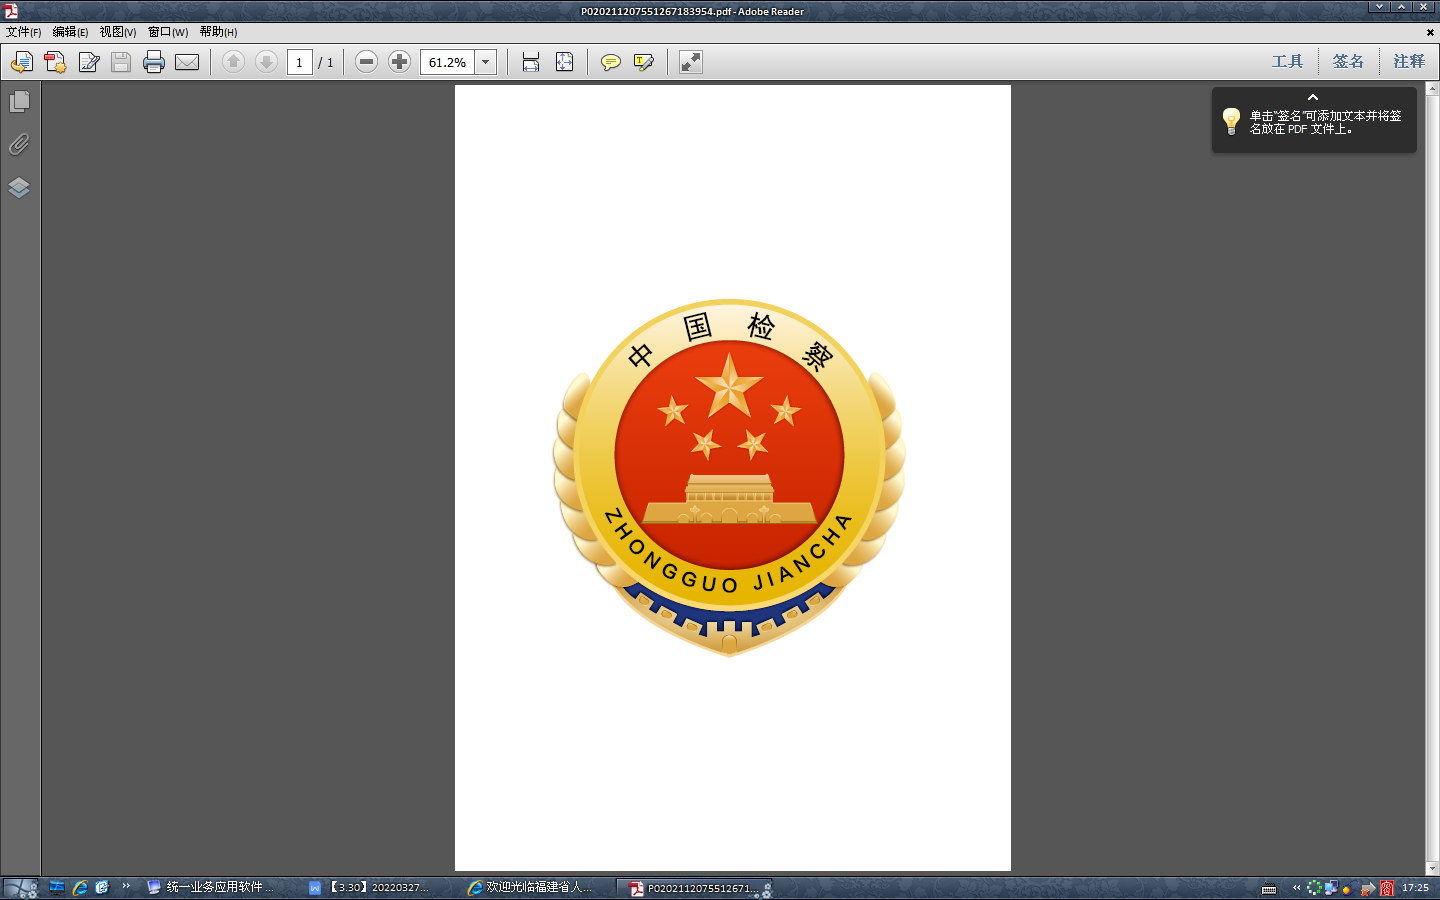 P020211207551267183954.pdf - Adobe Reader
文件(F) 编辑(E) 视图(V) 窗口(W) 帮助(H)
1 / 1 61.2% 工具 签名 注释
单击“签名”可添加文本并将签
名放在 PDF 文件上。
中国检察
ZHONGGUO JIANCHA
统一业务应用软件 ... 【3.30】20220327... 欢迎光临福建省人... P0202112075512671... 17:25